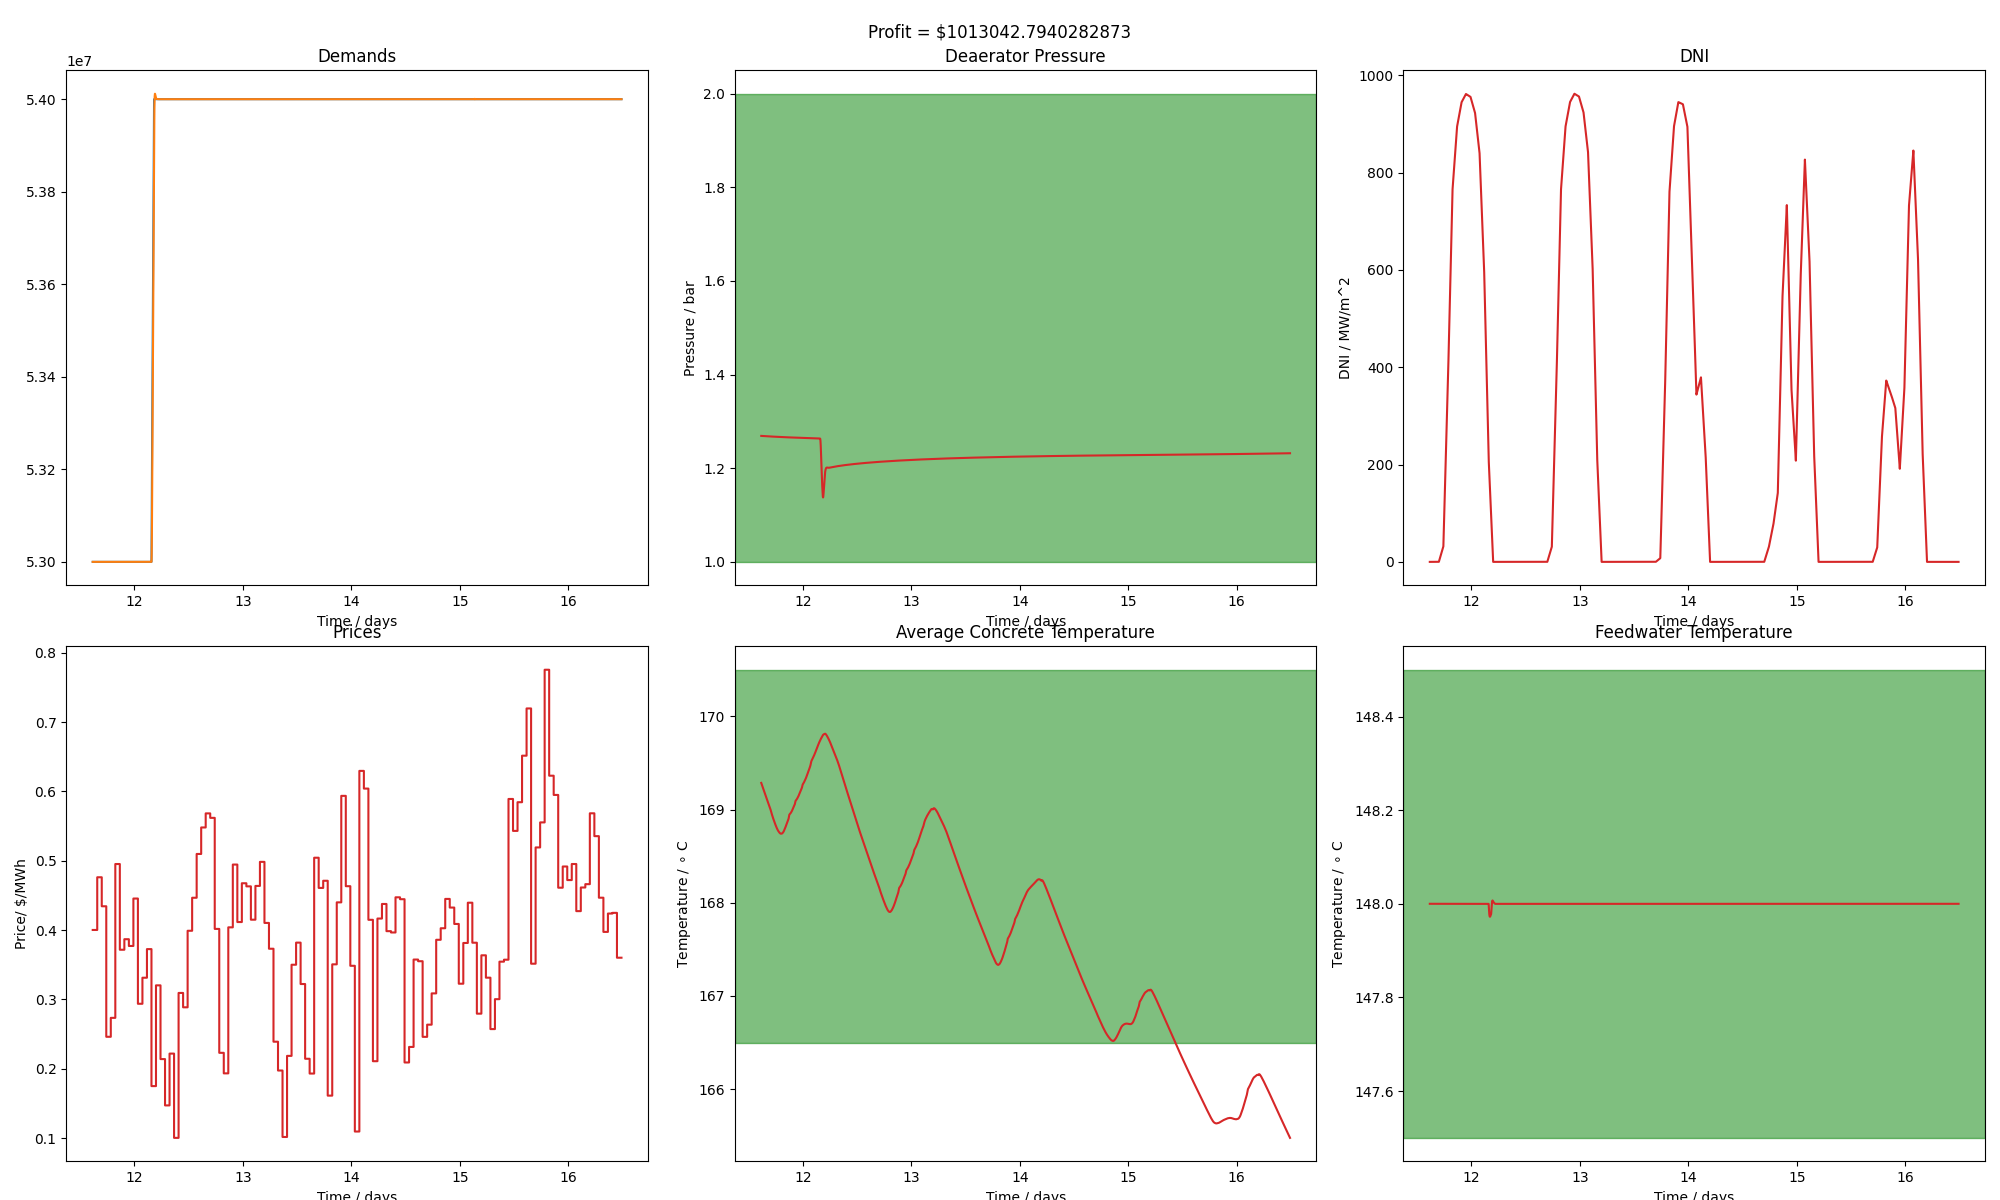 Profit = $1013042.7940282873
Demands
1e7
5.40
5.38
5.36
5.34
5.32
5.30
12 13 14 15 16
Time / days
Deaerator Pressure
Pressure / bar
2.0
1.8
1.6
1.4
1.2
1.0
12 13 14 15 16
Time / days
DNI
DNI / MW/m^2
1000
800
600
400
200
0
12 13 14 15 16
Time / days
Prices
Price/ $/MWh
0.8
0.7
0.6
0.5
0.4
0.3
0.2
0.1
12 13 14 15 16
Time / days
Average Concrete Temperature
Temperature / ∘ C
170
169
168
167
166
12 13 14 15 16
Time / days
Feedwater Temperature
Temperature / ∘ C
148.4
148.2
148.0
147.8
147.6
12 13 14 15 16
Time / days